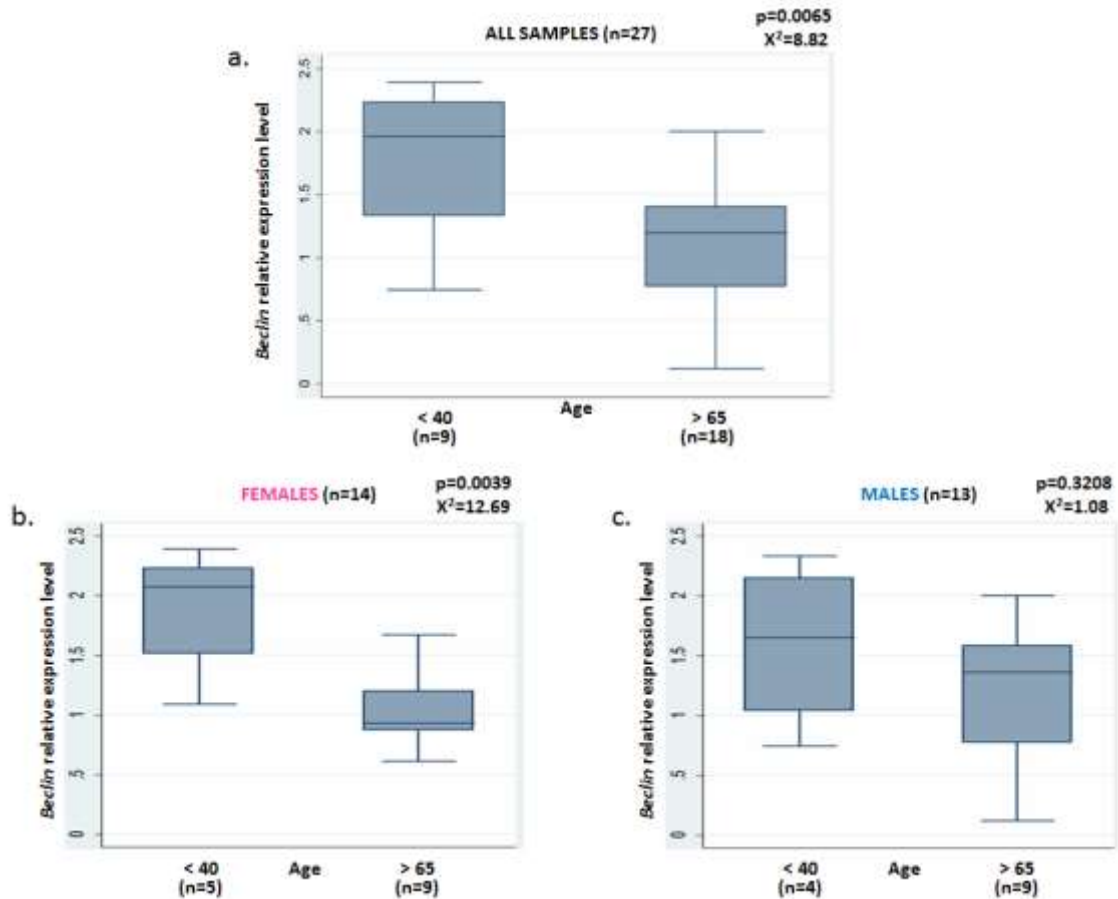 a.
ALL SAMPLES (n=27)
p=0.0065
X²=8.82
Beclin relative expression level
2.5
2
1.5
1
.5
0
< 40
(n=9)
Age
> 65
(n=18)
b.
FEMALES (n=14)
p=0.0039
X²=12.69
Beclin relative expression level
2.5
2
1.5
1
.5
0
< 40
(n=5)
Age
> 65
(n=9)
c.
MALES (n=13)
p=0.3208
X²=1.08
Beclin relative expression level
2.5
2
1.5
1
.5
0
< 40
(n=4)
Age
> 65
(n=9)